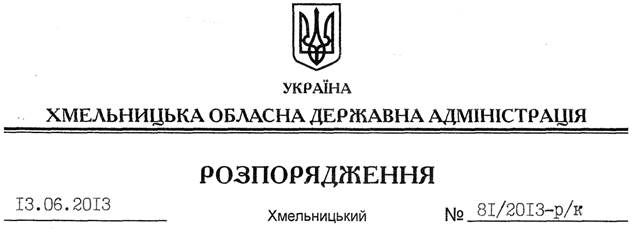 УКРАЇНА
ХМЕЛЬНИЦЬКА ОБЛАСНА ДЕРЖАВНА АДМІНІСТРАЦІЯ
РОЗПОРЯДЖЕННЯ
13.06.2013 Хмельницький № 81/2013-р/к